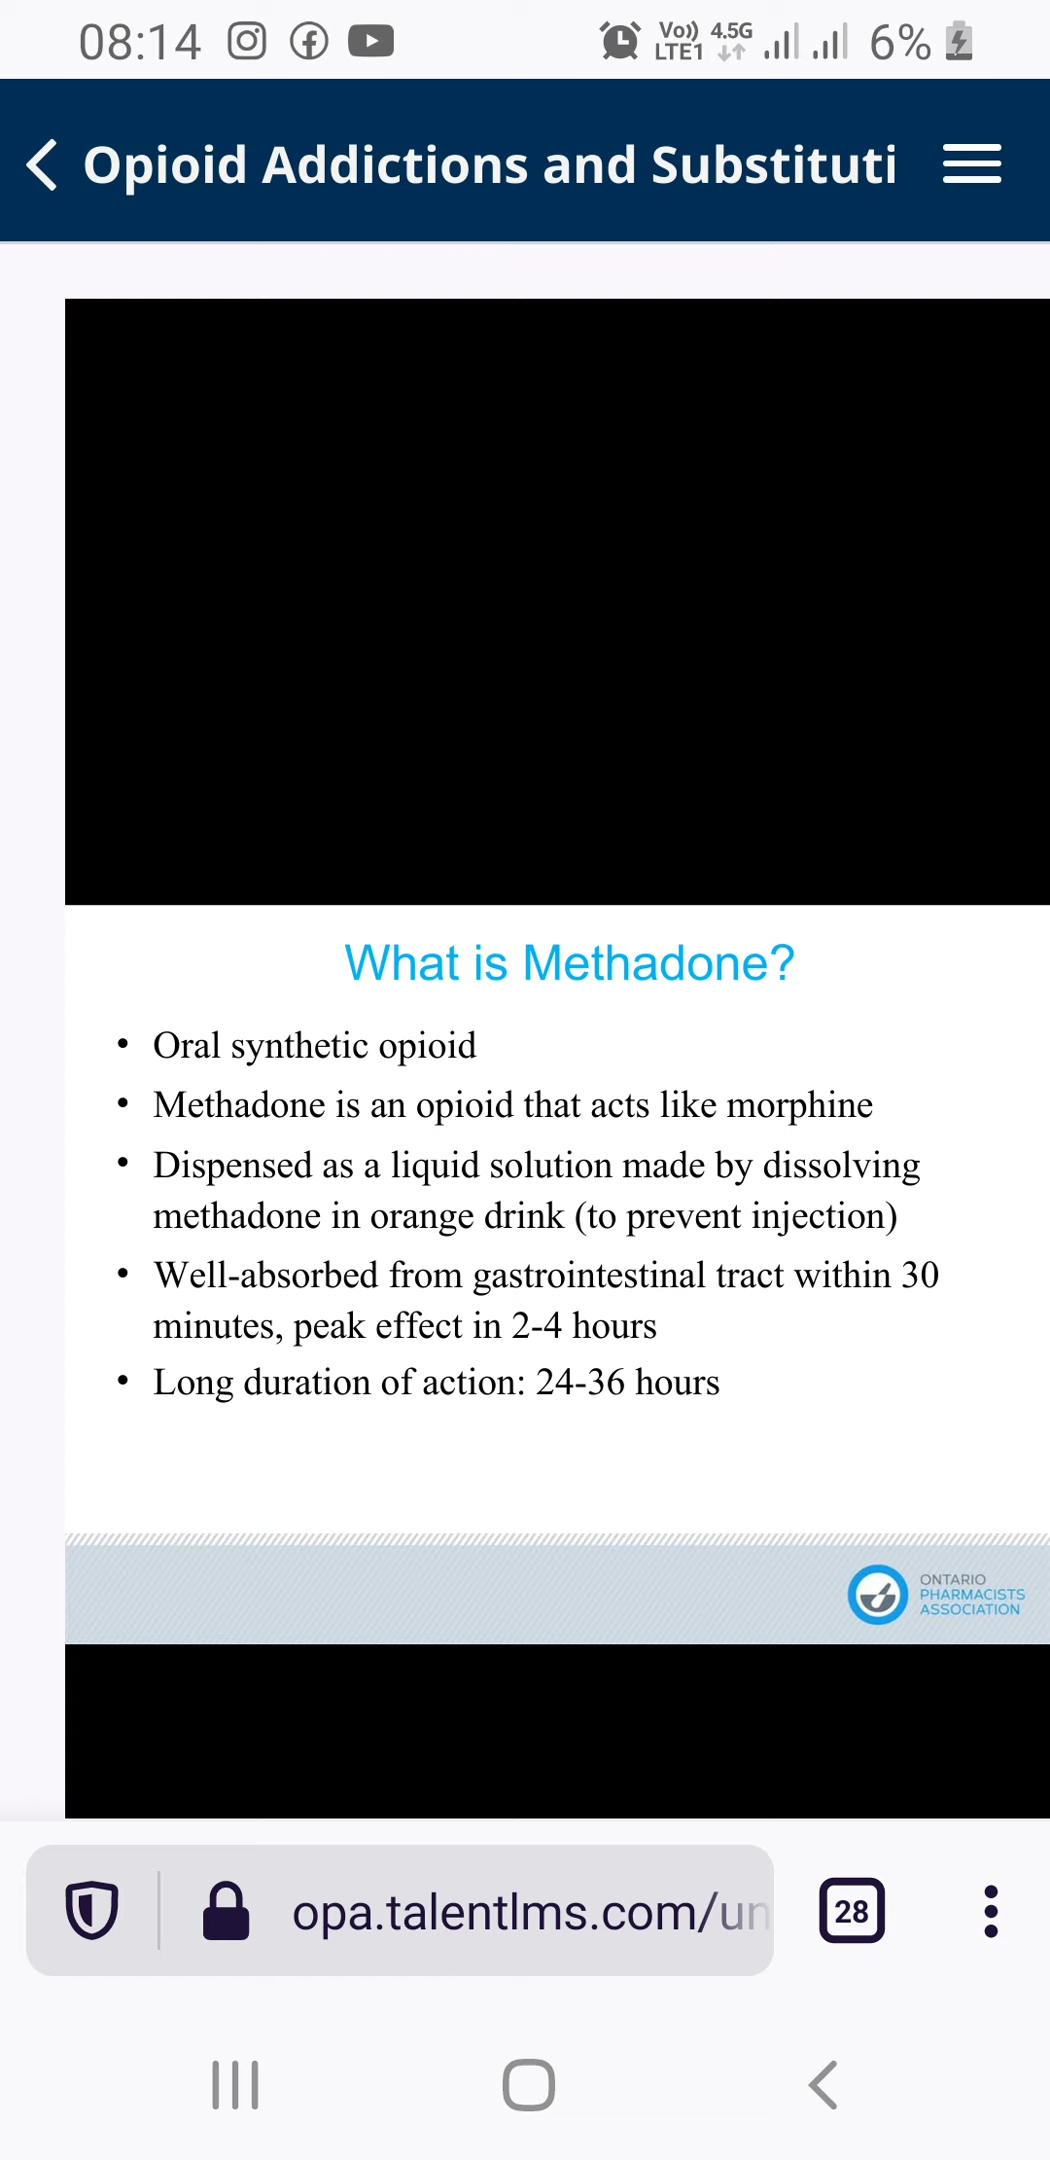 08:14 Vo)) LTE1 4.5G 6%
Opioid Addictions and Substituti
What is Methadone?
• Oral synthetic opioid
• Methadone is an opioid that acts like morphine
• Dispensed as a liquid solution made by dissolving
methadone in orange drink (to prevent injection)
• Well-absorbed from gastrointestinal tract within 30
minutes, peak effect in 2-4 hours
• Long duration of action: 24-36 hours
ONTARIO
PHARMACISTS
ASSOCIATION
opa.talentlms.com/un 28